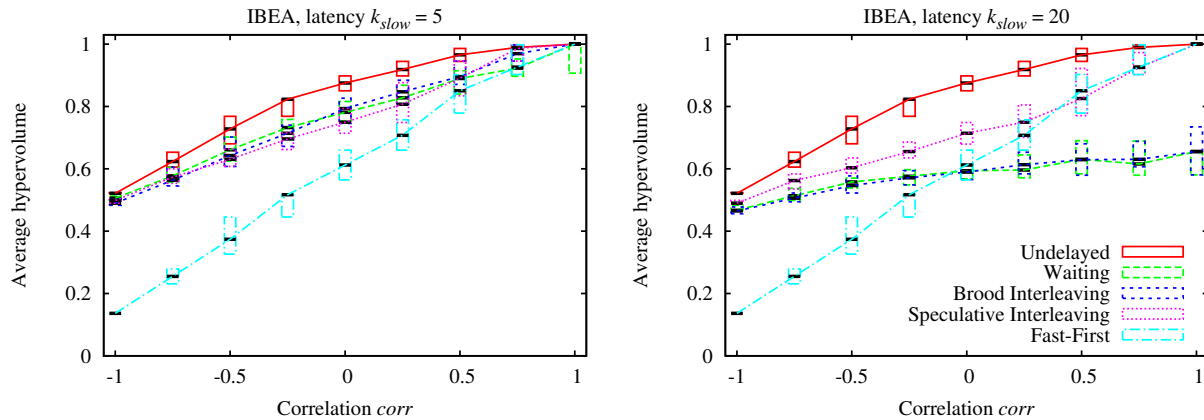 IBEA, latency k_slow = 5
Average hypervolume
1
0.8
0.6
0.4
0.2
0
-1
-0.5
0
0.5
1
Correlation corr
IBEA, latency k_slow = 20
Average hypervolume
1
0.8
0.6
0.4
0.2
0
Undelayed
Waiting
Brood Interleaving
Speculative Interleaving
Fast-First
-1
-0.5
0
0.5
1
Correlation corr